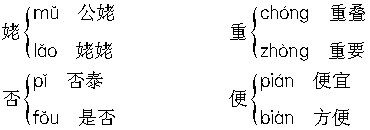 姥 mǔ 公姥
lǎo 姥姥
重 chóng 重叠
zhòng 重要
否 pǐ 否泰
fǒu 是否
便 pián 便宜
biàn 方便